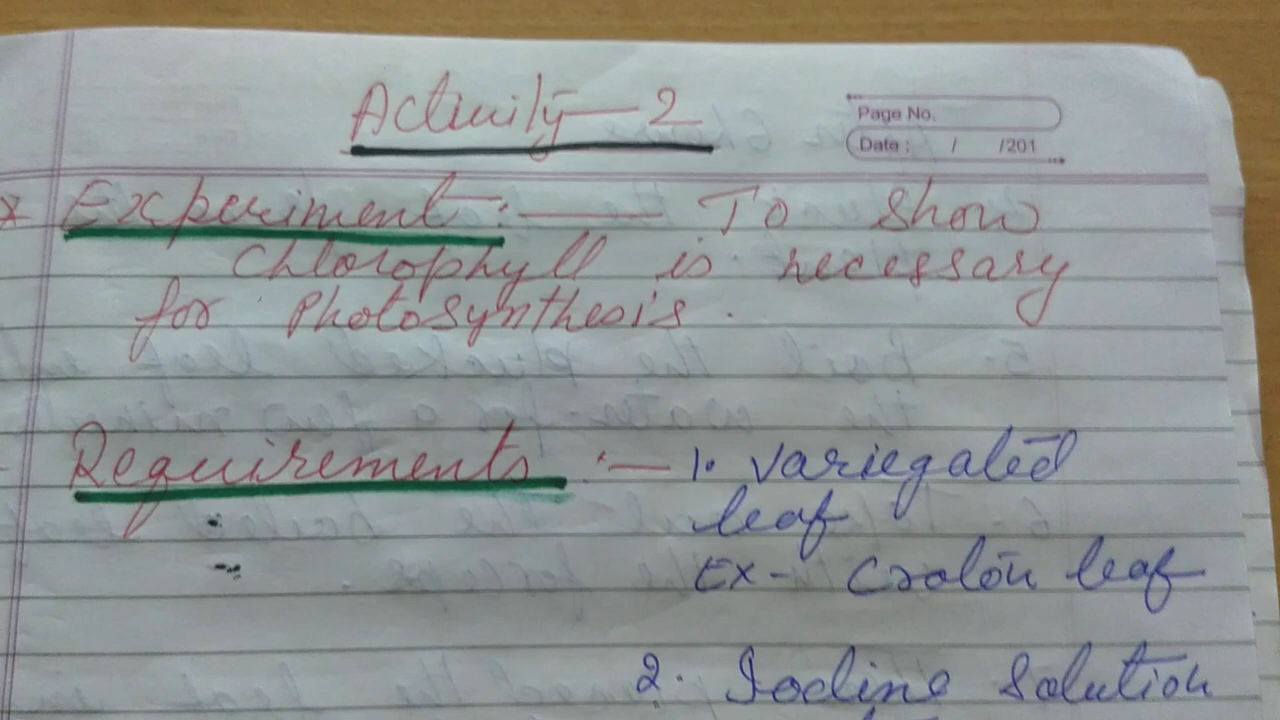 Activity—2
Page No.
Date : / /201
* Experiment :— To show
Chlorophyll is necessary
for Photosynthesis.
Requirements :— 1. Variegated
leaf
Ex- Croton leaf
2. Iodine Solution